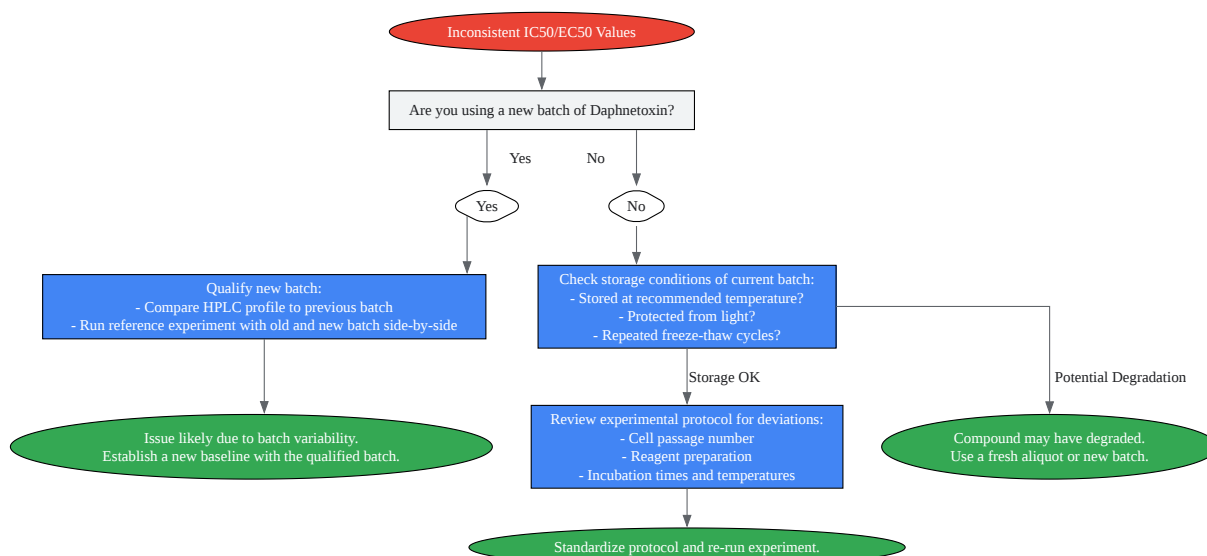 Inconsistent IC50/EC50 Values
Are you using a new batch of Daphnetoxin?
Yes
No
Yes
No
Qualify new batch:
- Compare HPLC profile to previous batch
- Run reference experiment with old and new batch side-by-side
Check storage conditions of current batch:
- Stored at recommended temperature?
- Protected from light?
- Repeated freeze-thaw cycles?
Storage OK
Potential Degradation
Issue likely due to batch variability.
Establish a new baseline with the qualified batch.
Review experimental protocol for deviations:
- Cell passage number
- Reagent preparation
- Incubation times and temperatures
Compound may have degraded.
Use a fresh aliquot or new batch.
Standardize protocol and re-run experiment.